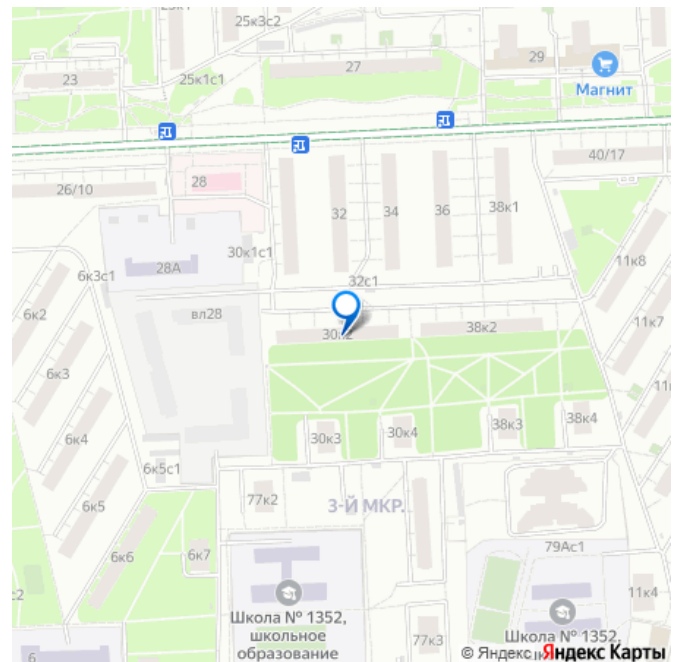 25к3с2
23
25к1с1
27
29
Магнит
40/17
26/10
28
32
34
36
38к1
30к1с1
28А
6к3с1
32с1
11к8
6к2
вл28
30к2
38к2
11к7
6к3
6к4
30к3
30к4
38к3
38к4
6к5с1
6к5
77к2
3-Й МКР.
6к6
6к7
79Ас1
11к4
Школа № 1352,
школьное
образование
77к3
Школа № 1352,
6
© Яндекс
Яндекс Карты